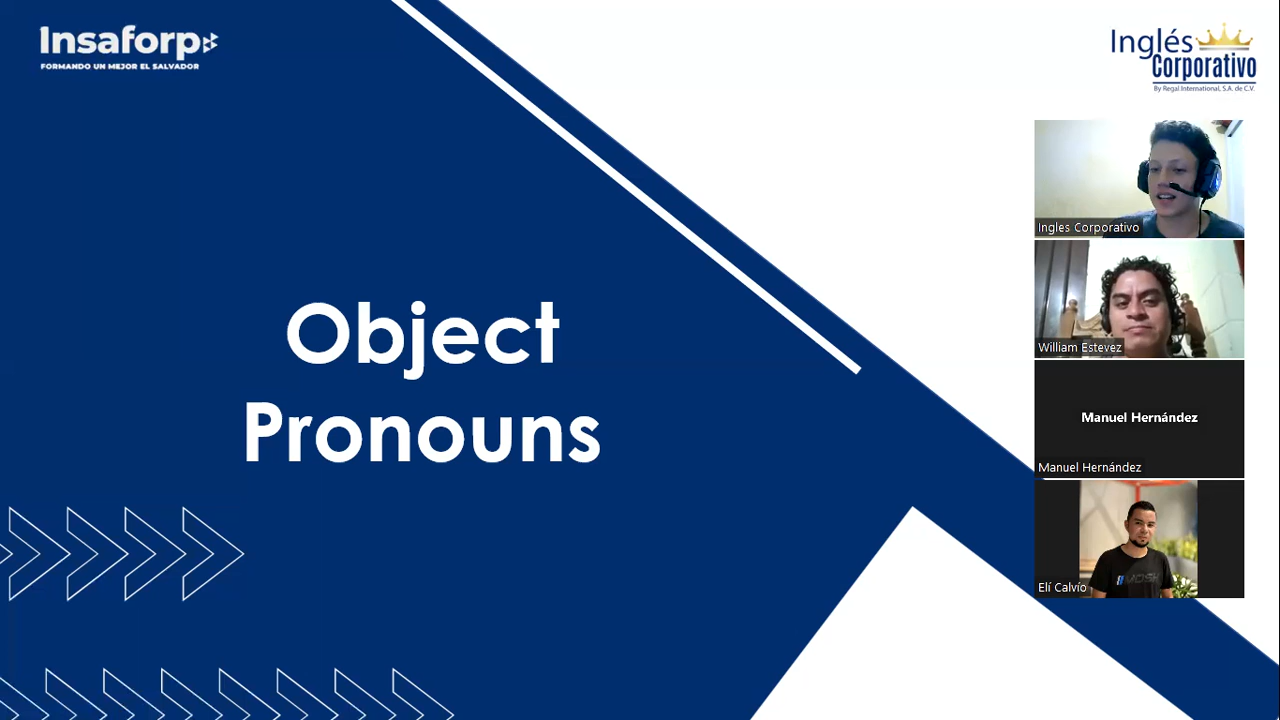 Insaforp
FORMANDO UN MEJOR EL SALVADOR
Inglés
Corporativo
By Regal International, S.A. de C.V.
Object
Pronouns
Ingles Corporativo
William Estevez
Manuel Hernández
Manuel Hernández
Elí Calvío